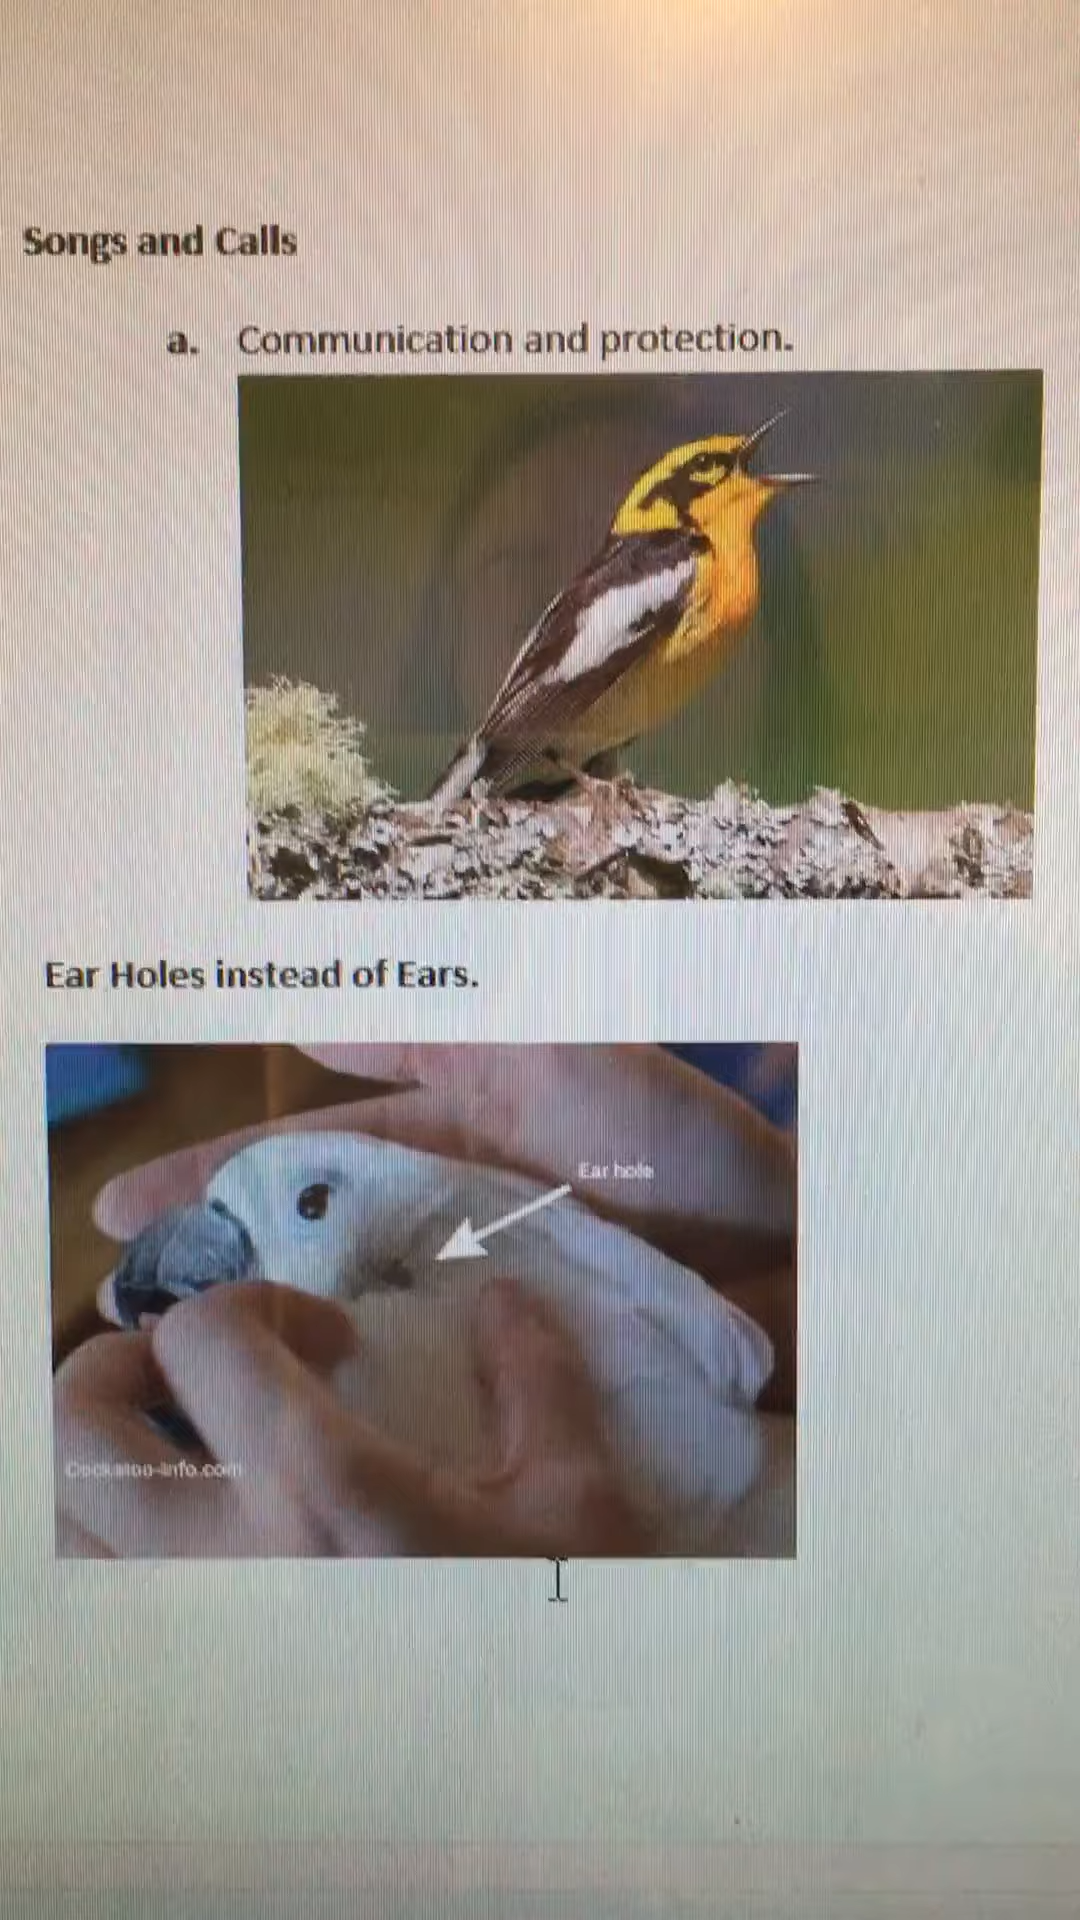 Songs and Calls
a. Communication and protection.
Ear Holes instead of Ears.
Ear hole
Cockatoo-info.com